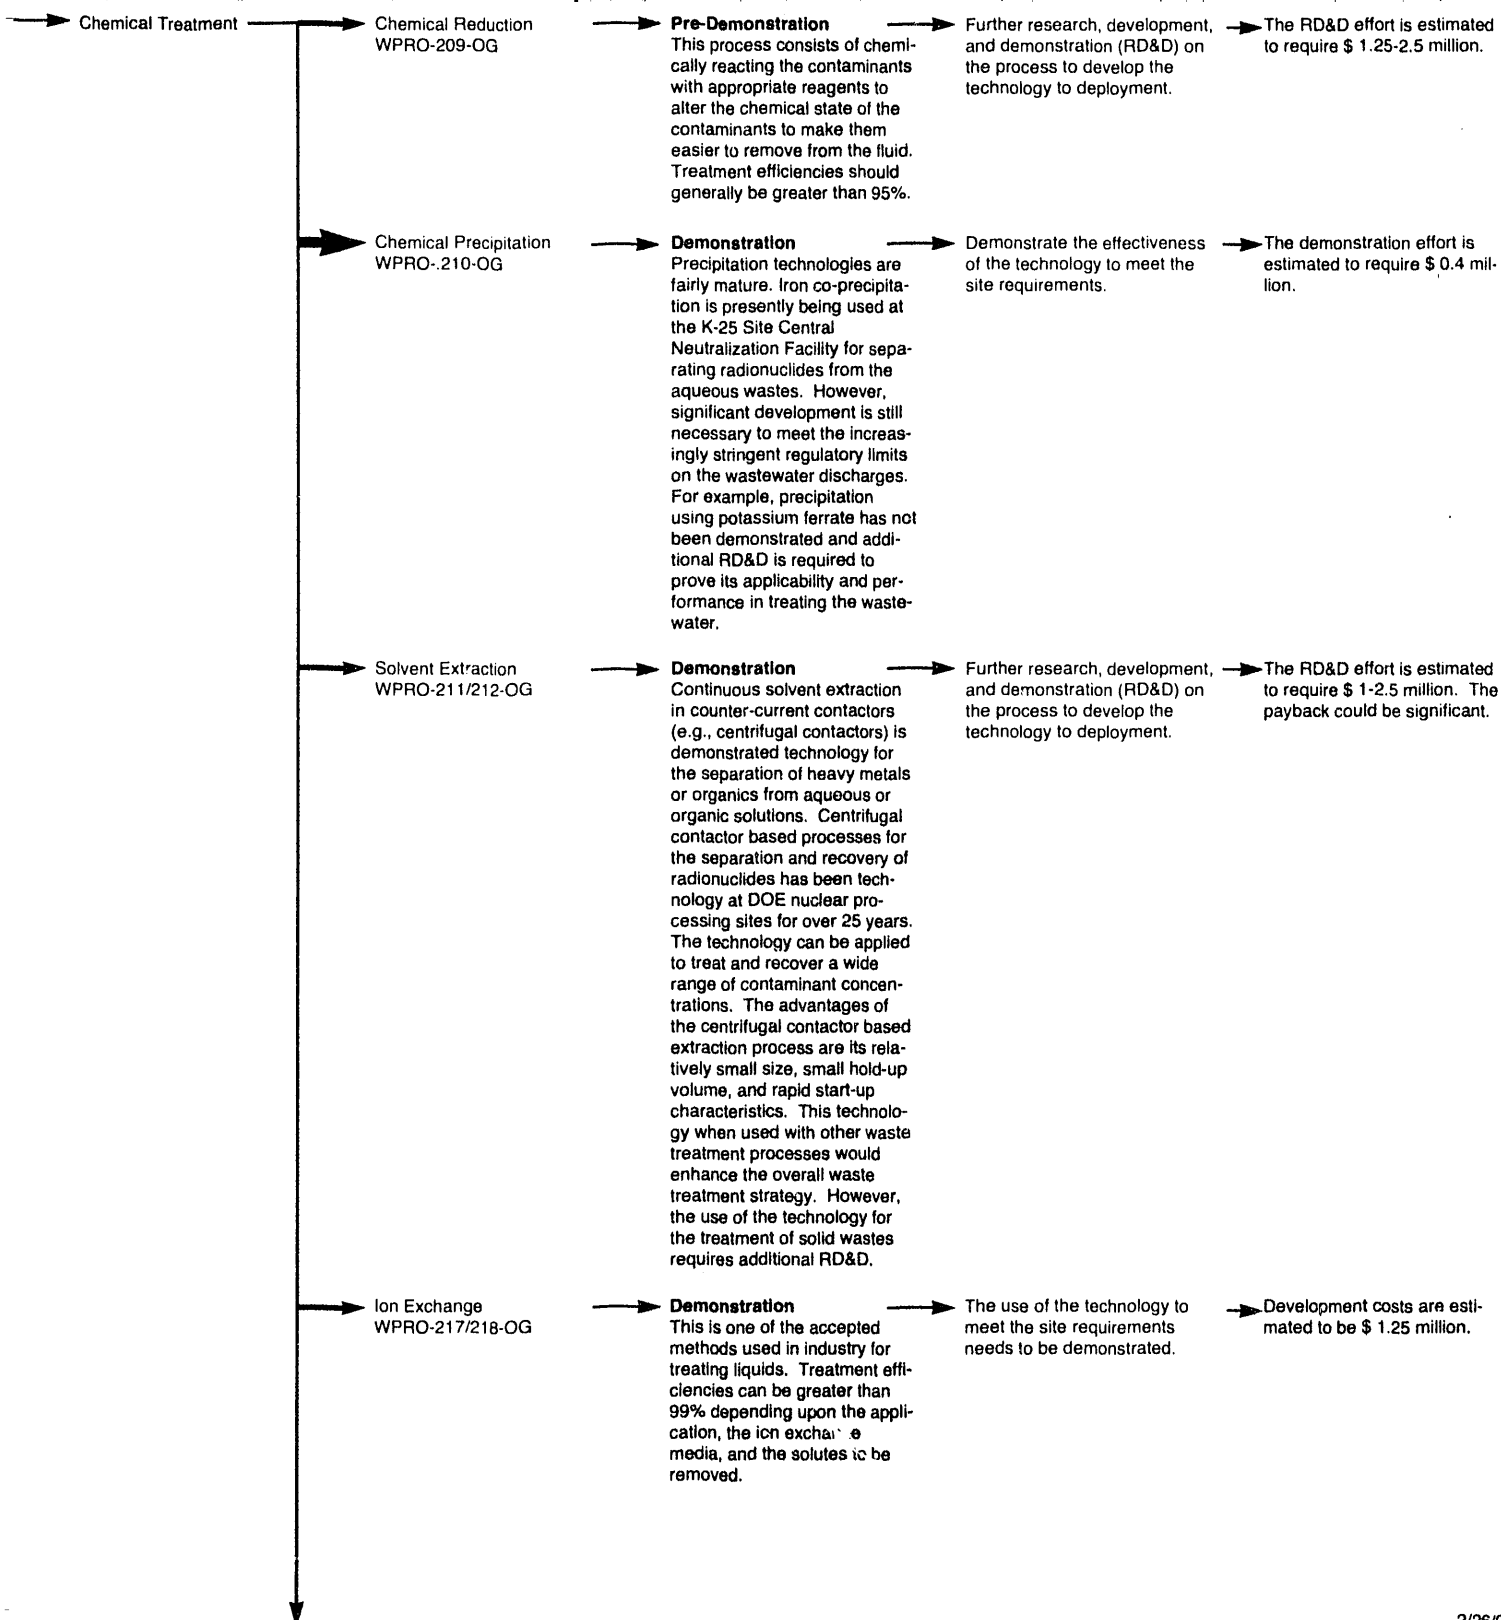 Chemical Treatment
Chemical Reduction
WPRO-209-OG
Pre-Demonstration
This process consists of chemi-
cally reacting the contaminants
with appropriate reagents to
alter the chemical state of the
contaminants to make them
easier to remove from the fluid.
Treatment efficiencies should
generally be greater than 95%.
Further research, development,
and demonstration (RD&D) on
the process to develop the
technology to deployment.
The RD&D effort is estimated
to require $ 1.25-2.5 million.
Chemical Precipitation
WPRO-.210-OG
Demonstration
Precipitation technologies are
fairly mature. Iron co-precipita-
tion is presently being used at
the K-25 Site Central
Neutralization Facility for sepa-
rating radionuclides from the
aqueous wastes. However,
significant development is still
necessary to meet the increas-
ingly stringent regulatory limits
on the wastewater discharges.
For example, precipitation
using potassium ferrate has not
been demonstrated and addi-
tional RD&D is required to
prove its applicability and per-
formance in treating the waste-
water.
Demonstrate the effectiveness
of the technology to meet the
site requirements.
The demonstration effort is
estimated to require $ 0.4 mil-
lion.
Solvent Extraction
WPRO-211/212-OG
Demonstration
Continuous solvent extraction
in counter-current contactors
(e.g., centrifugal contactors) is
demonstrated technology for
the separation of heavy metals
or organics from aqueous or
organic solutions. Centrifugal
contactor based processes for
the separation and recovery of
radionuclides has been tech-
nology at DOE nuclear pro-
cessing sites for over 25 years.
The technology can be applied
to treat and recover a wide
range of contaminant concen-
trations. The advantages of
the centrifugal contactor based
extraction process are its rela-
tively small size, small hold-up
volume, and rapid start-up
characteristics. This technolo-
gy when used with other waste
treatment processes would
enhance the overall waste
treatment strategy. However,
the use of the technology for
the treatment of solid wastes
requires additional RD&D.
Further research, development,
and demonstration (RD&D) on
the process to develop the
technology to deployment.
The RD&D effort is estimated
to require $ 1-2.5 million. The
payback could be significant.
Ion Exchange
WPRO-217/218-OG
Demonstration
This is one of the accepted
methods used in industry for
treating liquids. Treatment effi-
ciencies can be greater than
99% depending upon the appli-
cation, the ion
media, and the solutes to be
removed.
The use of the technology to
meet the site requirements
needs to be demonstrated.
Development costs are esti-
mated to be $ 1.25 million.